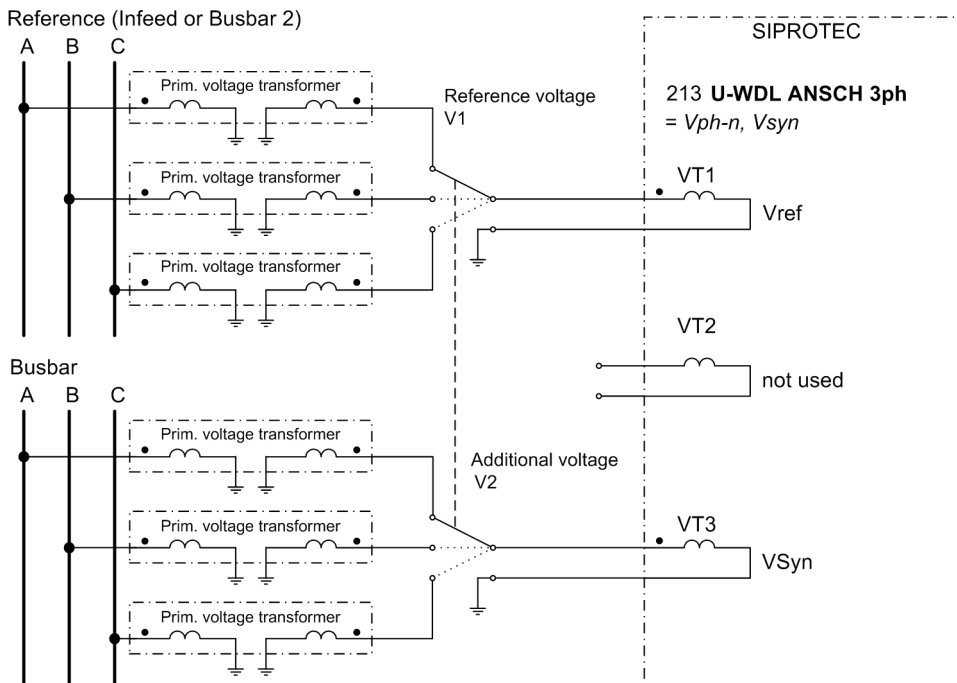 Reference (Infeed or Busbar 2)
A B C
Prim. voltage transformer
Prim. voltage transformer
Prim. voltage transformer
Reference voltage
V1
SIPROTEC
213 U-WDL ANSCH 3ph
= Vph-n, Vsyn
VT1
Vref
VT2
not used
Busbar
A B C
Prim. voltage transformer
Prim. voltage transformer
Prim. voltage transformer
Additional voltage
V2
VT3
VSyn